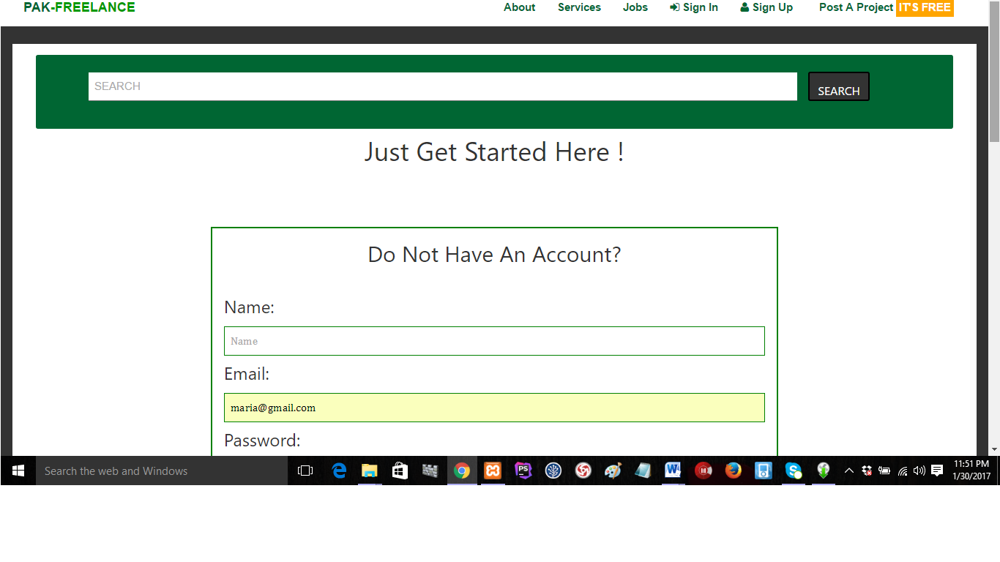 PAK-FREELANCE About Services Jobs Sign In Sign Up Post A Project IT'S FREE
SEARCH SEARCH
Just Get Started Here !
Do Not Have An Account?
Name:
Name
Email:
maria@gmail.com
Password:
Search the web and Windows
PS
W
11:51 PM
1/30/2017